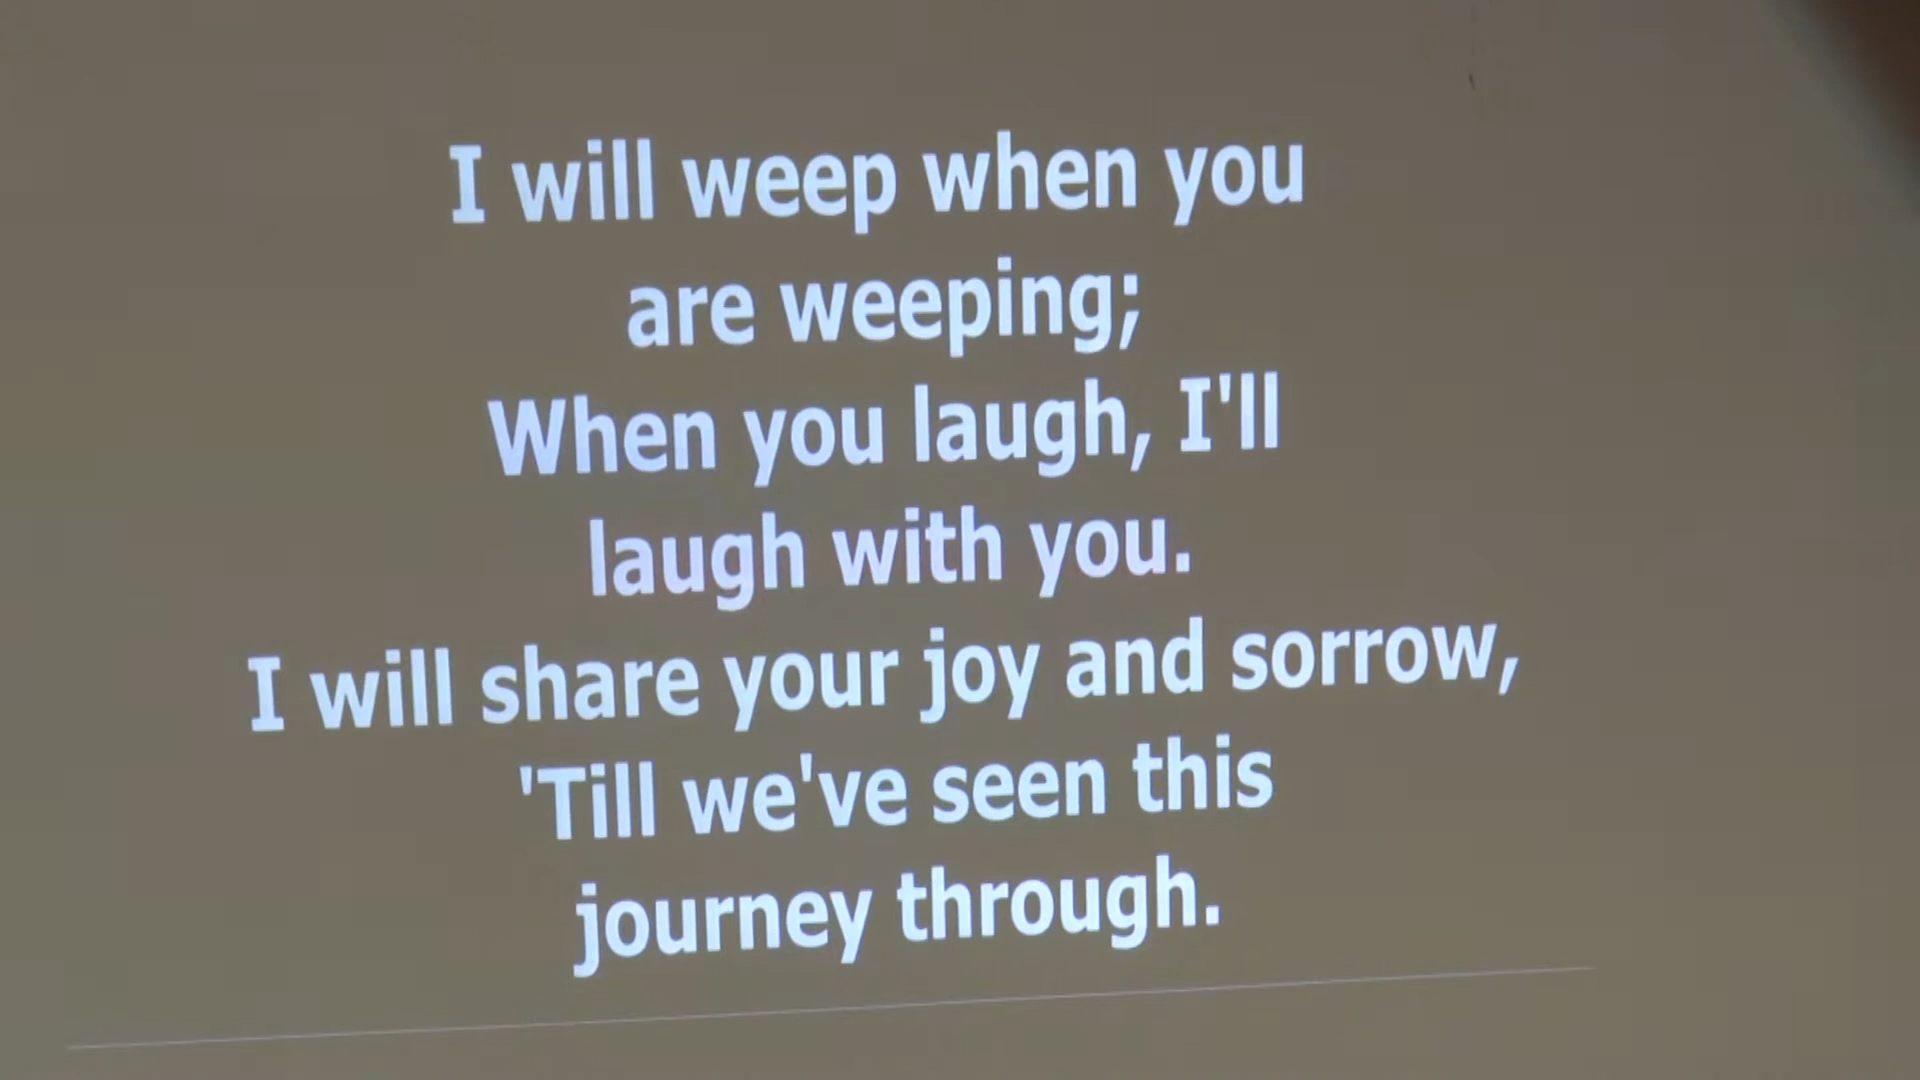 I will weep when you
are weeping;
When you laugh, I'll
laugh with you.
I will share your joy and sorrow,
'Till we've seen this
journey through.